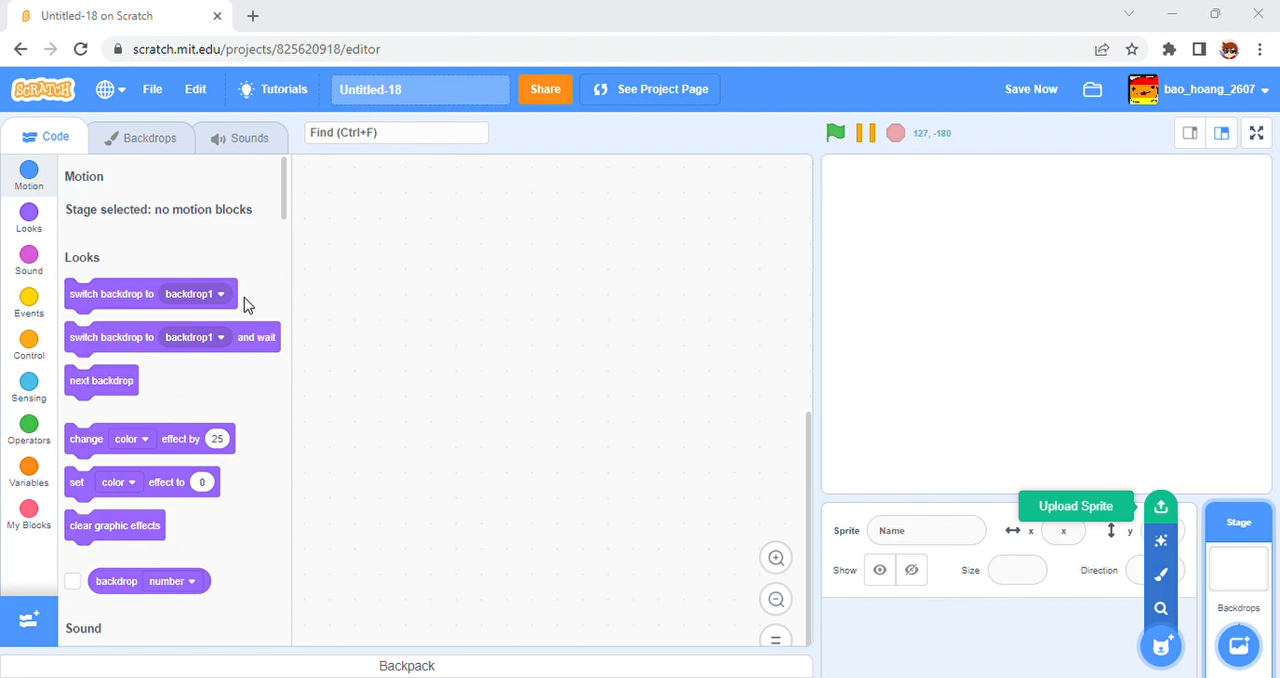 Untitled-18 on Scratch
scratch.mit.edu/projects/825620918/editor
SCRATCH
File
Edit
Tutorials
Untitled-18
Share
See Project Page
Save Now
bao_hoang_2607
Code
Backdrops
Sounds
Find (Ctrl+F)
127, -180
Motion
Looks
Sound
Events
Control
Sensing
Operators
Variables
My Blocks
Motion
Stage selected: no motion blocks
Looks
switch backdrop to backdrop1
switch backdrop to backdrop1 and wait
next backdrop
change color effect by 25
set color effect to 0
clear graphic effects
backdrop number
Sound
Backpack
Upload Sprite
Sprite Name x x y
Show Size Direction
Stage
Backdrops